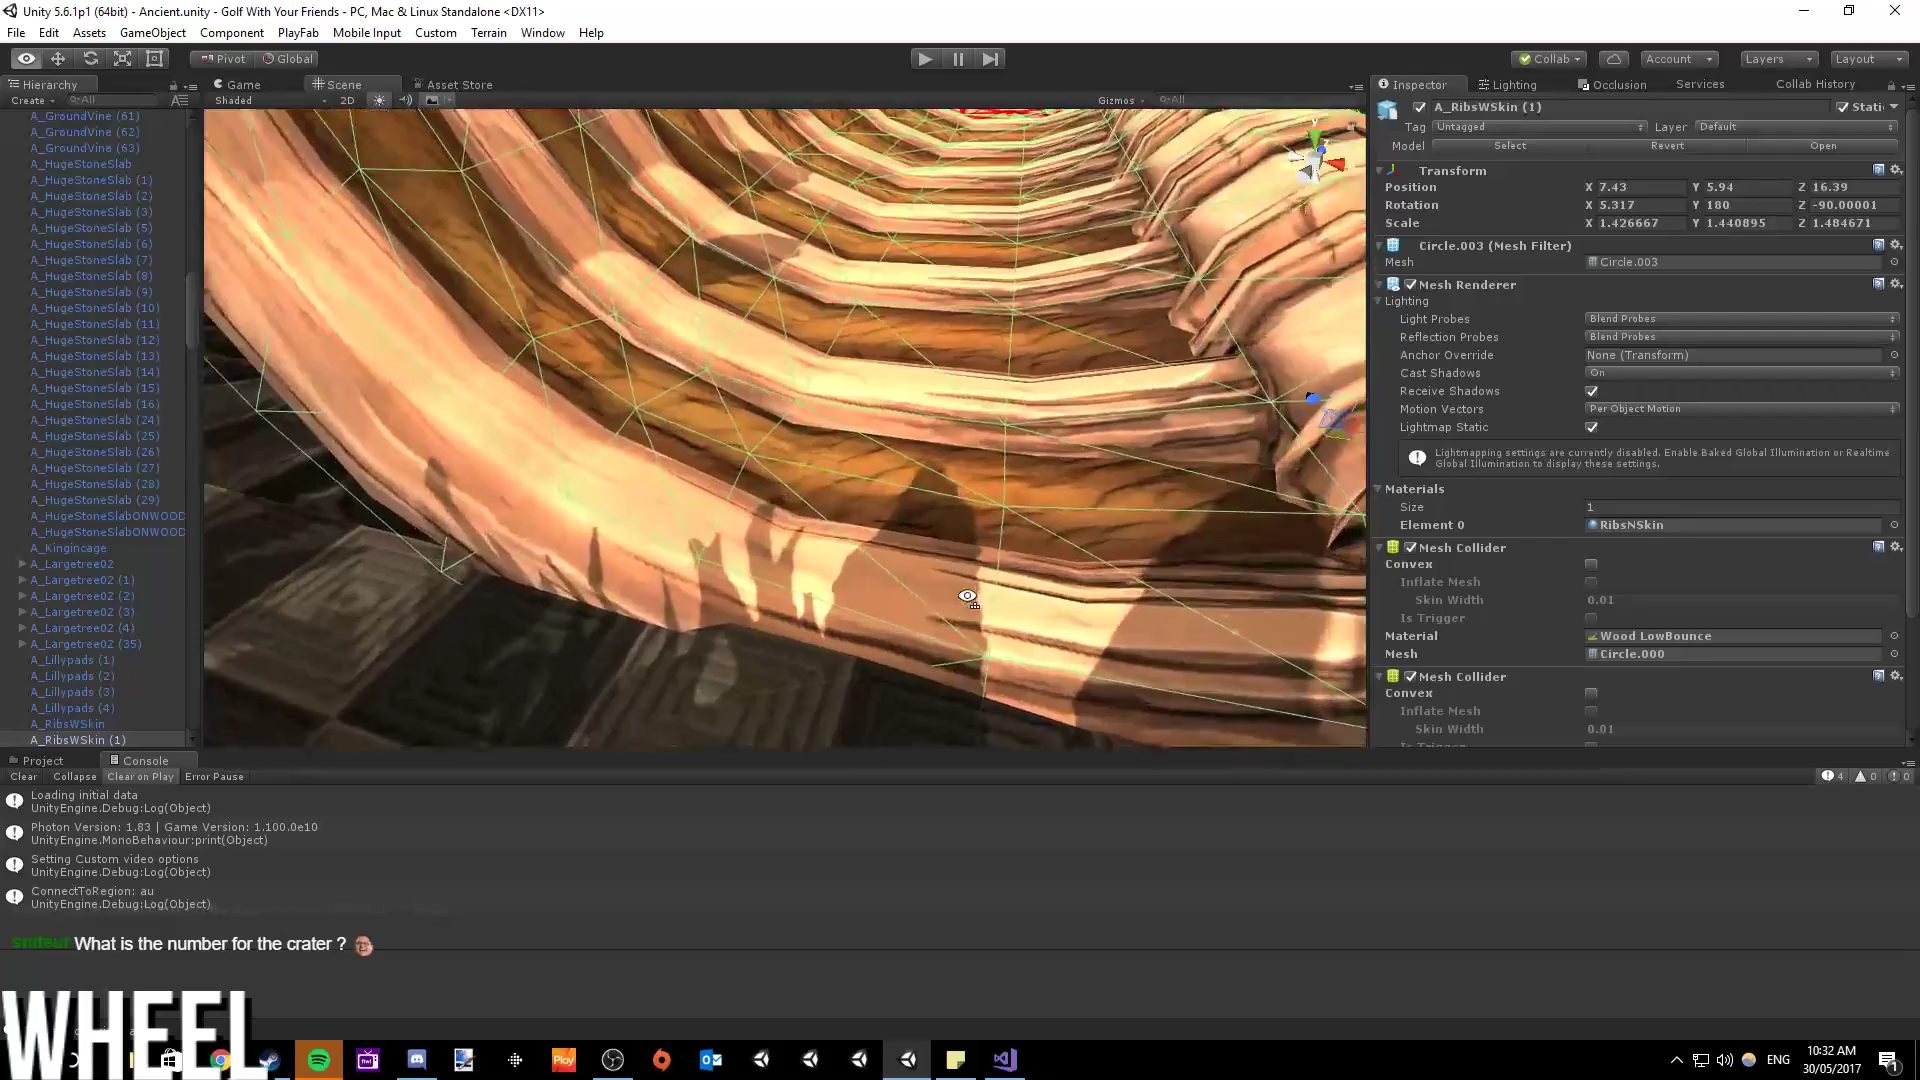 Unity 5.6.1p1 (64bit) - Ancient.unity - Golf With Your Friends - PC, Mac & Linux Standalone <DX11>
File Edit Assets GameObject Component PlayFab Mobile Input Custom Terrain Window Help
Pivot Global Collab Account Layers Layout
Hierarchy
Create All
A_GroundVine (61)
A_GroundVine (62)
A_GroundVine (63)
A_HugeStoneSlab
A_HugeStoneSlab (1)
A_HugeStoneSlab (2)
A_HugeStoneSlab (3)
A_HugeStoneSlab (5)
A_HugeStoneSlab (6)
A_HugeStoneSlab (7)
A_HugeStoneSlab (8)
A_HugeStoneSlab (9)
A_HugeStoneSlab (10)
A_HugeStoneSlab (11)
A_HugeStoneSlab (12)
A_HugeStoneSlab (13)
A_HugeStoneSlab (14)
A_HugeStoneSlab (15)
A_HugeStoneSlab (16)
A_HugeStoneSlab (24)
A_HugeStoneSlab (25)
A_HugeStoneSlab (26)
A_HugeStoneSlab (27)
A_HugeStoneSlab (28)
A_HugeStoneSlab (29)
A_HugeStoneSlabONWOOD
A_HugeStoneSlabONWOOD
A_Kingincage
A_Largetree02
A_Largetree02 (1)
A_Largetree02 (2)
A_Largetree02 (3)
A_Largetree02 (4)
A_Largetree02 (35)
A_Lillypads (1)
A_Lillypads (2)
A_Lillypads (3)
A_Lillypads (4)
A_RibsWSkin
A_RibsWSkin (1)
Game Scene Asset Store
Shaded 2D Gizmos All
Inspector Lighting Occlusion Services Collab History
A_RibsWSkin (1) Stati
Tag Untagged Layer Default
Model Select Revert Open
Transform
Position X 7.43 Y 5.94 Z 16.39
Rotation X 5.317 Y 180 Z -90.00001
Scale X 1.426667 Y 1.440895 Z 1.484671
Circle.003 (Mesh Filter)
Mesh Circle.003
Mesh Renderer
Lighting
Light Probes Blend Probes
Reflection Probes Blend Probes
Anchor Override None (Transform)
Cast Shadows On
Receive Shadows
Motion Vectors Per Object Motion
Lightmap Static
Lightmapping settings are currently disabled. Enable Baked Global Illumination or Realtime
Global Illumination to display these settings.
Materials
Size 1
Element 0 RibsNSkin
Mesh Collider
Convex
Inflate Mesh
Skin Width 0.01
Is Trigger
Material Wood LowBounce
Mesh Circle.000
Mesh Collider
Convex
Inflate Mesh
Skin Width 0.01
Project Console
Clear Collapse Clear on Play Error Pause 4 0 0
Loading initial data
UnityEngine.Debug:Log(Object)
Photon Version: 1.83 | Game Version: 1.100.0e10
UnityEngine.MonoBehaviour:print(Object)
Setting Custom video options
UnityEngine.Debug:Log(Object)
ConnectToRegion: au
UnityEngine.Debug:Log(Object)
What is the number for the crater ?
WHEEL
Play
ENG
10:32 AM
30/05/2017
1